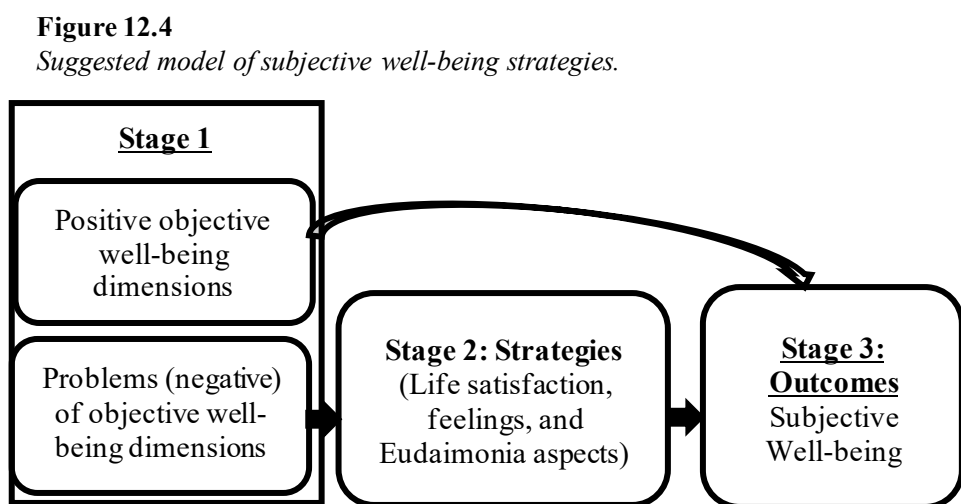 Figure 12.4
Suggested model of subjective well-being strategies.
Stage 1
Positive objective
well-being
dimensions
Problems (negative)
of objective well-
being dimensions
Stage 2: Strategies
(Life satisfaction,
feelings, and
Eudaimonia aspects)
Stage 3:
Outcomes
Subjective
Well-being